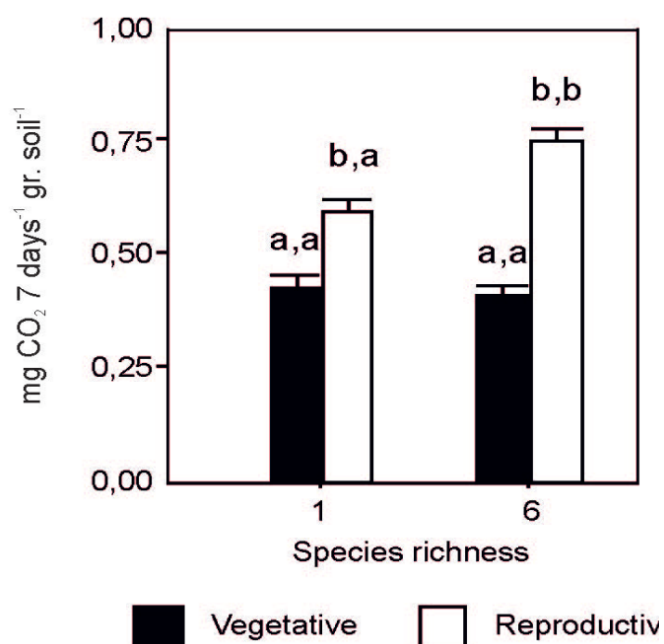 mg CO₂ 7 days⁻¹ gr. soil⁻¹
1,00
0,75
0,50
0,25
0,00
a,a
b,a
a,a
b,b
1 6
Species richness
Vegetative Reproductiv